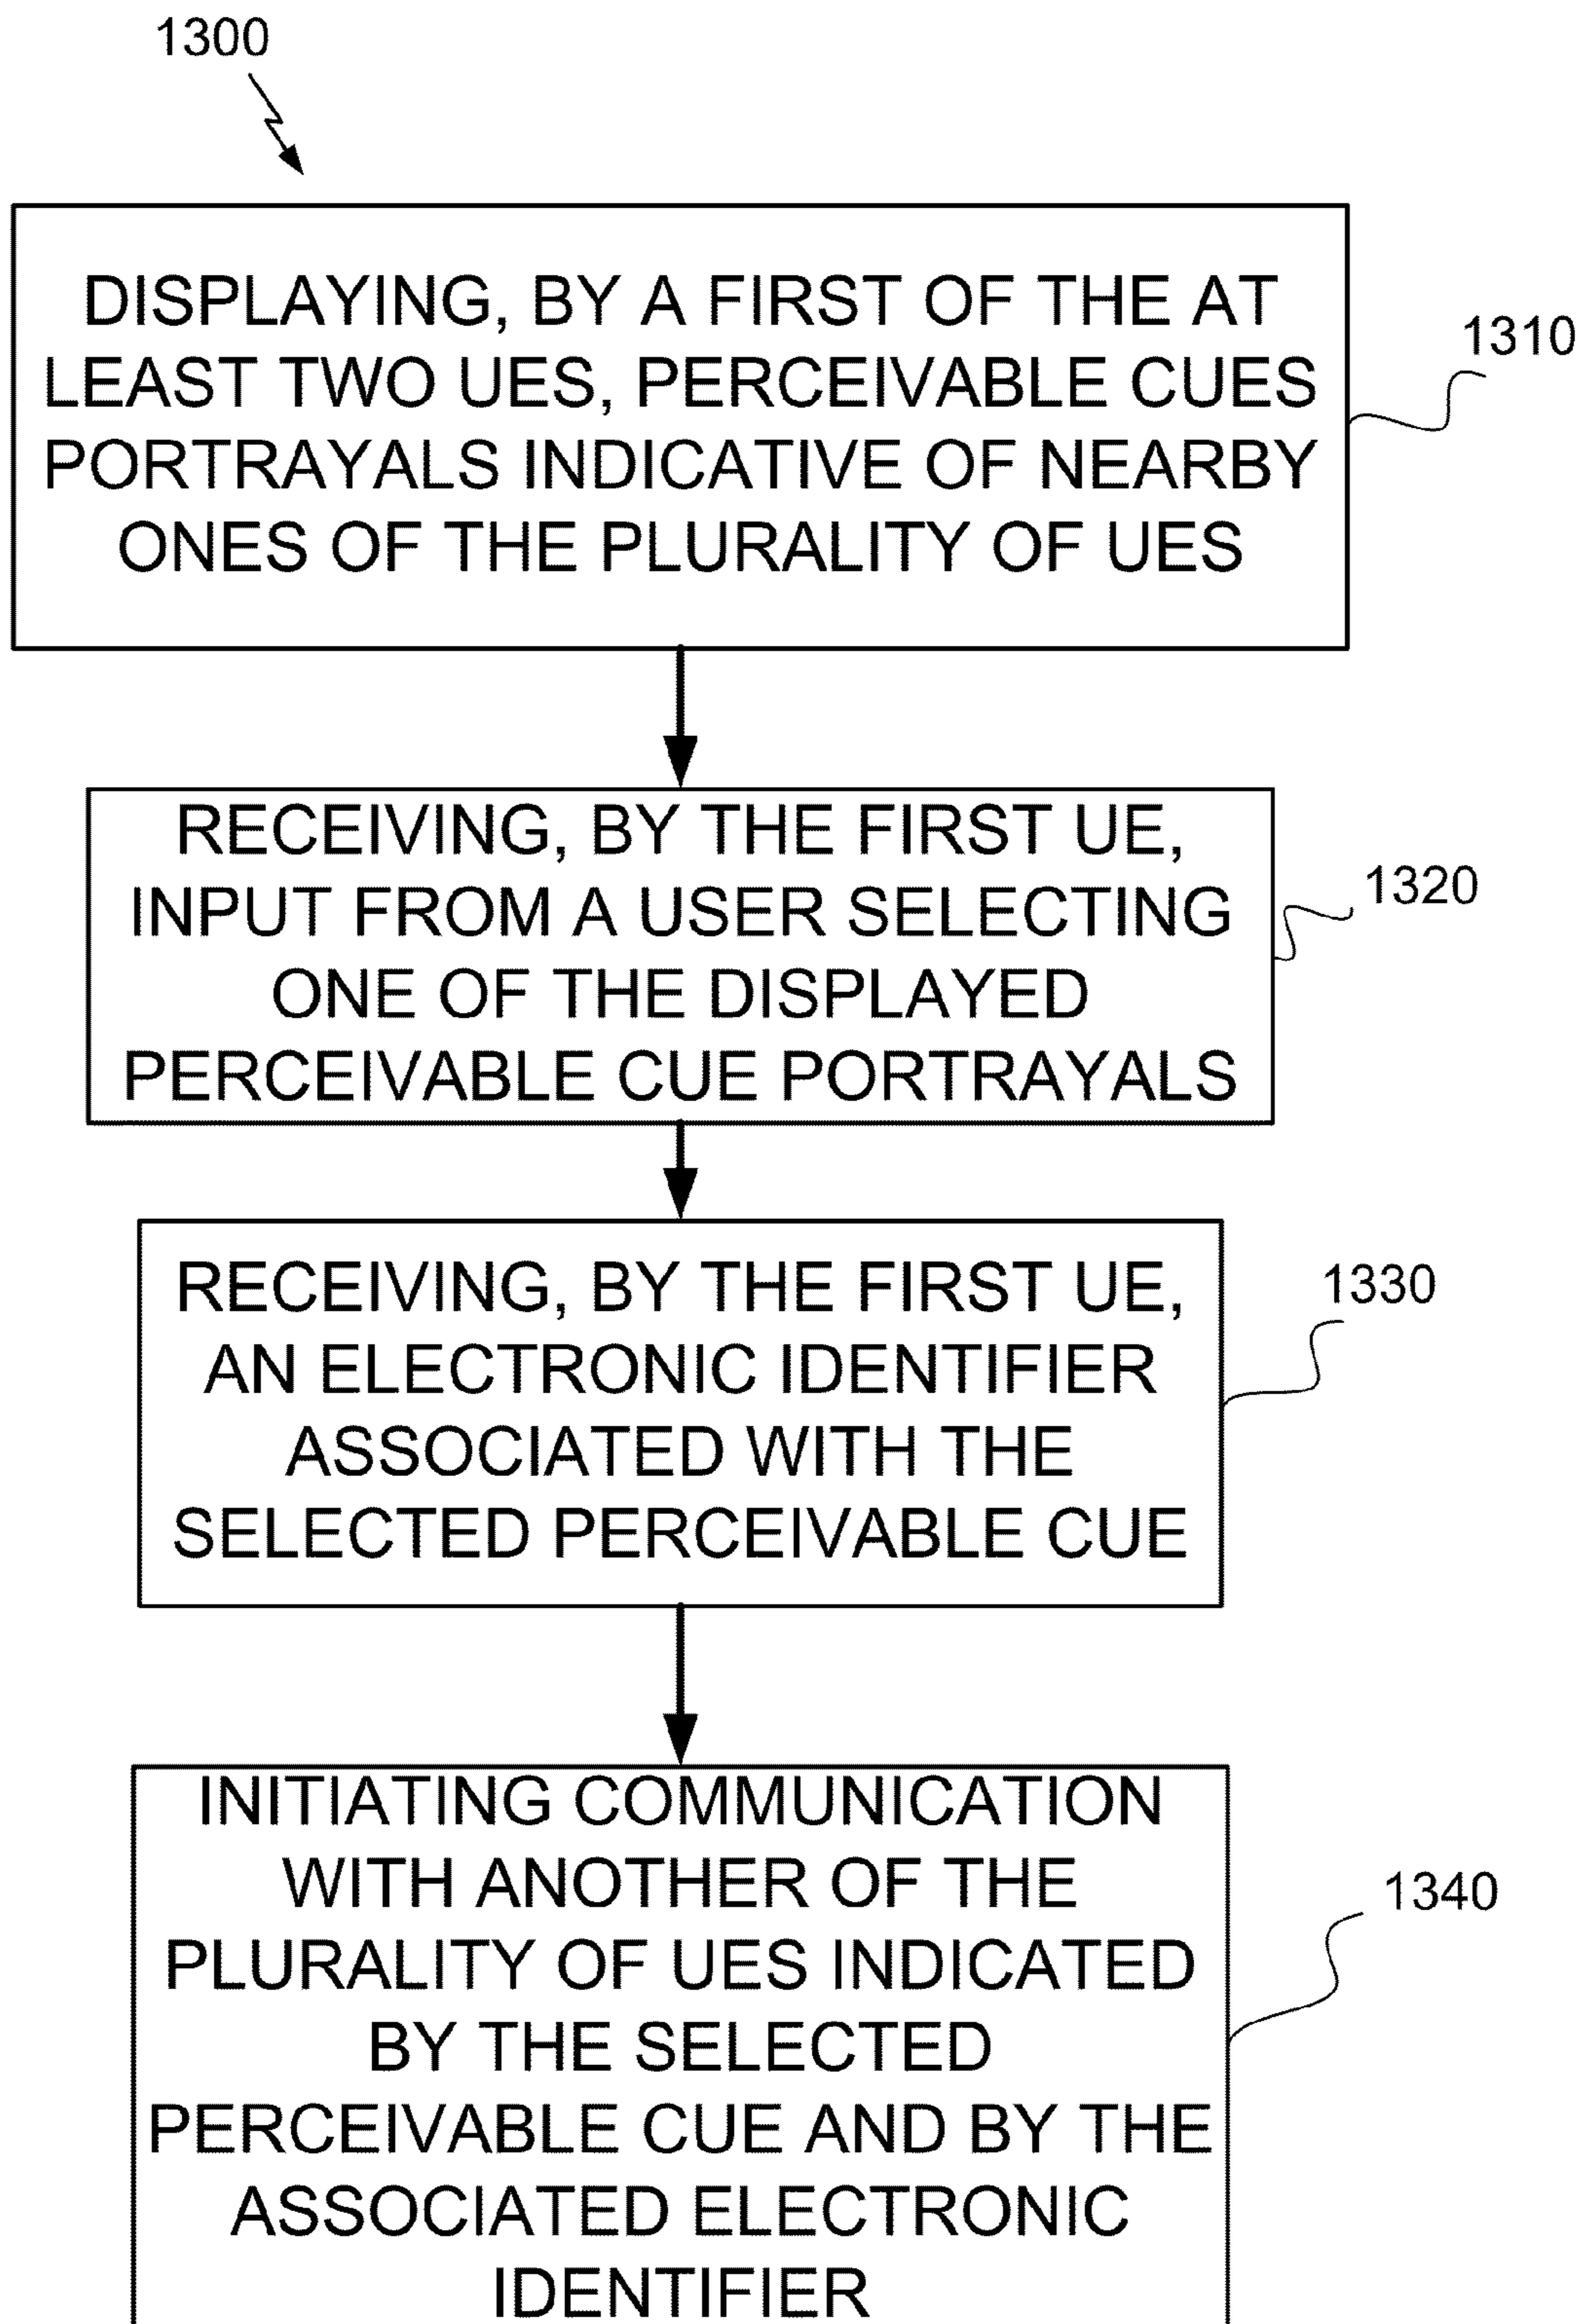 1300
DISPLAYING, BY A FIRST OF THE AT
LEAST TWO UES, PERCEIVABLE CUES
PORTRAYALS INDICATIVE OF NEARBY
ONES OF THE PLURALITY OF UES
1310
RECEIVING, BY THE FIRST UE,
INPUT FROM A USER SELECTING
ONE OF THE DISPLAYED
PERCEIVABLE CUE PORTRAYALS
1320
RECEIVING, BY THE FIRST UE,
AN ELECTRONIC IDENTIFIER
ASSOCIATED WITH THE
SELECTED PERCEIVABLE CUE
1330
INITIATING COMMUNICATION
WITH ANOTHER OF THE
PLURALITY OF UES INDICATED
BY THE SELECTED
PERCEIVABLE CUE AND BY THE
ASSOCIATED ELECTRONIC
IDENTIFIER
1340